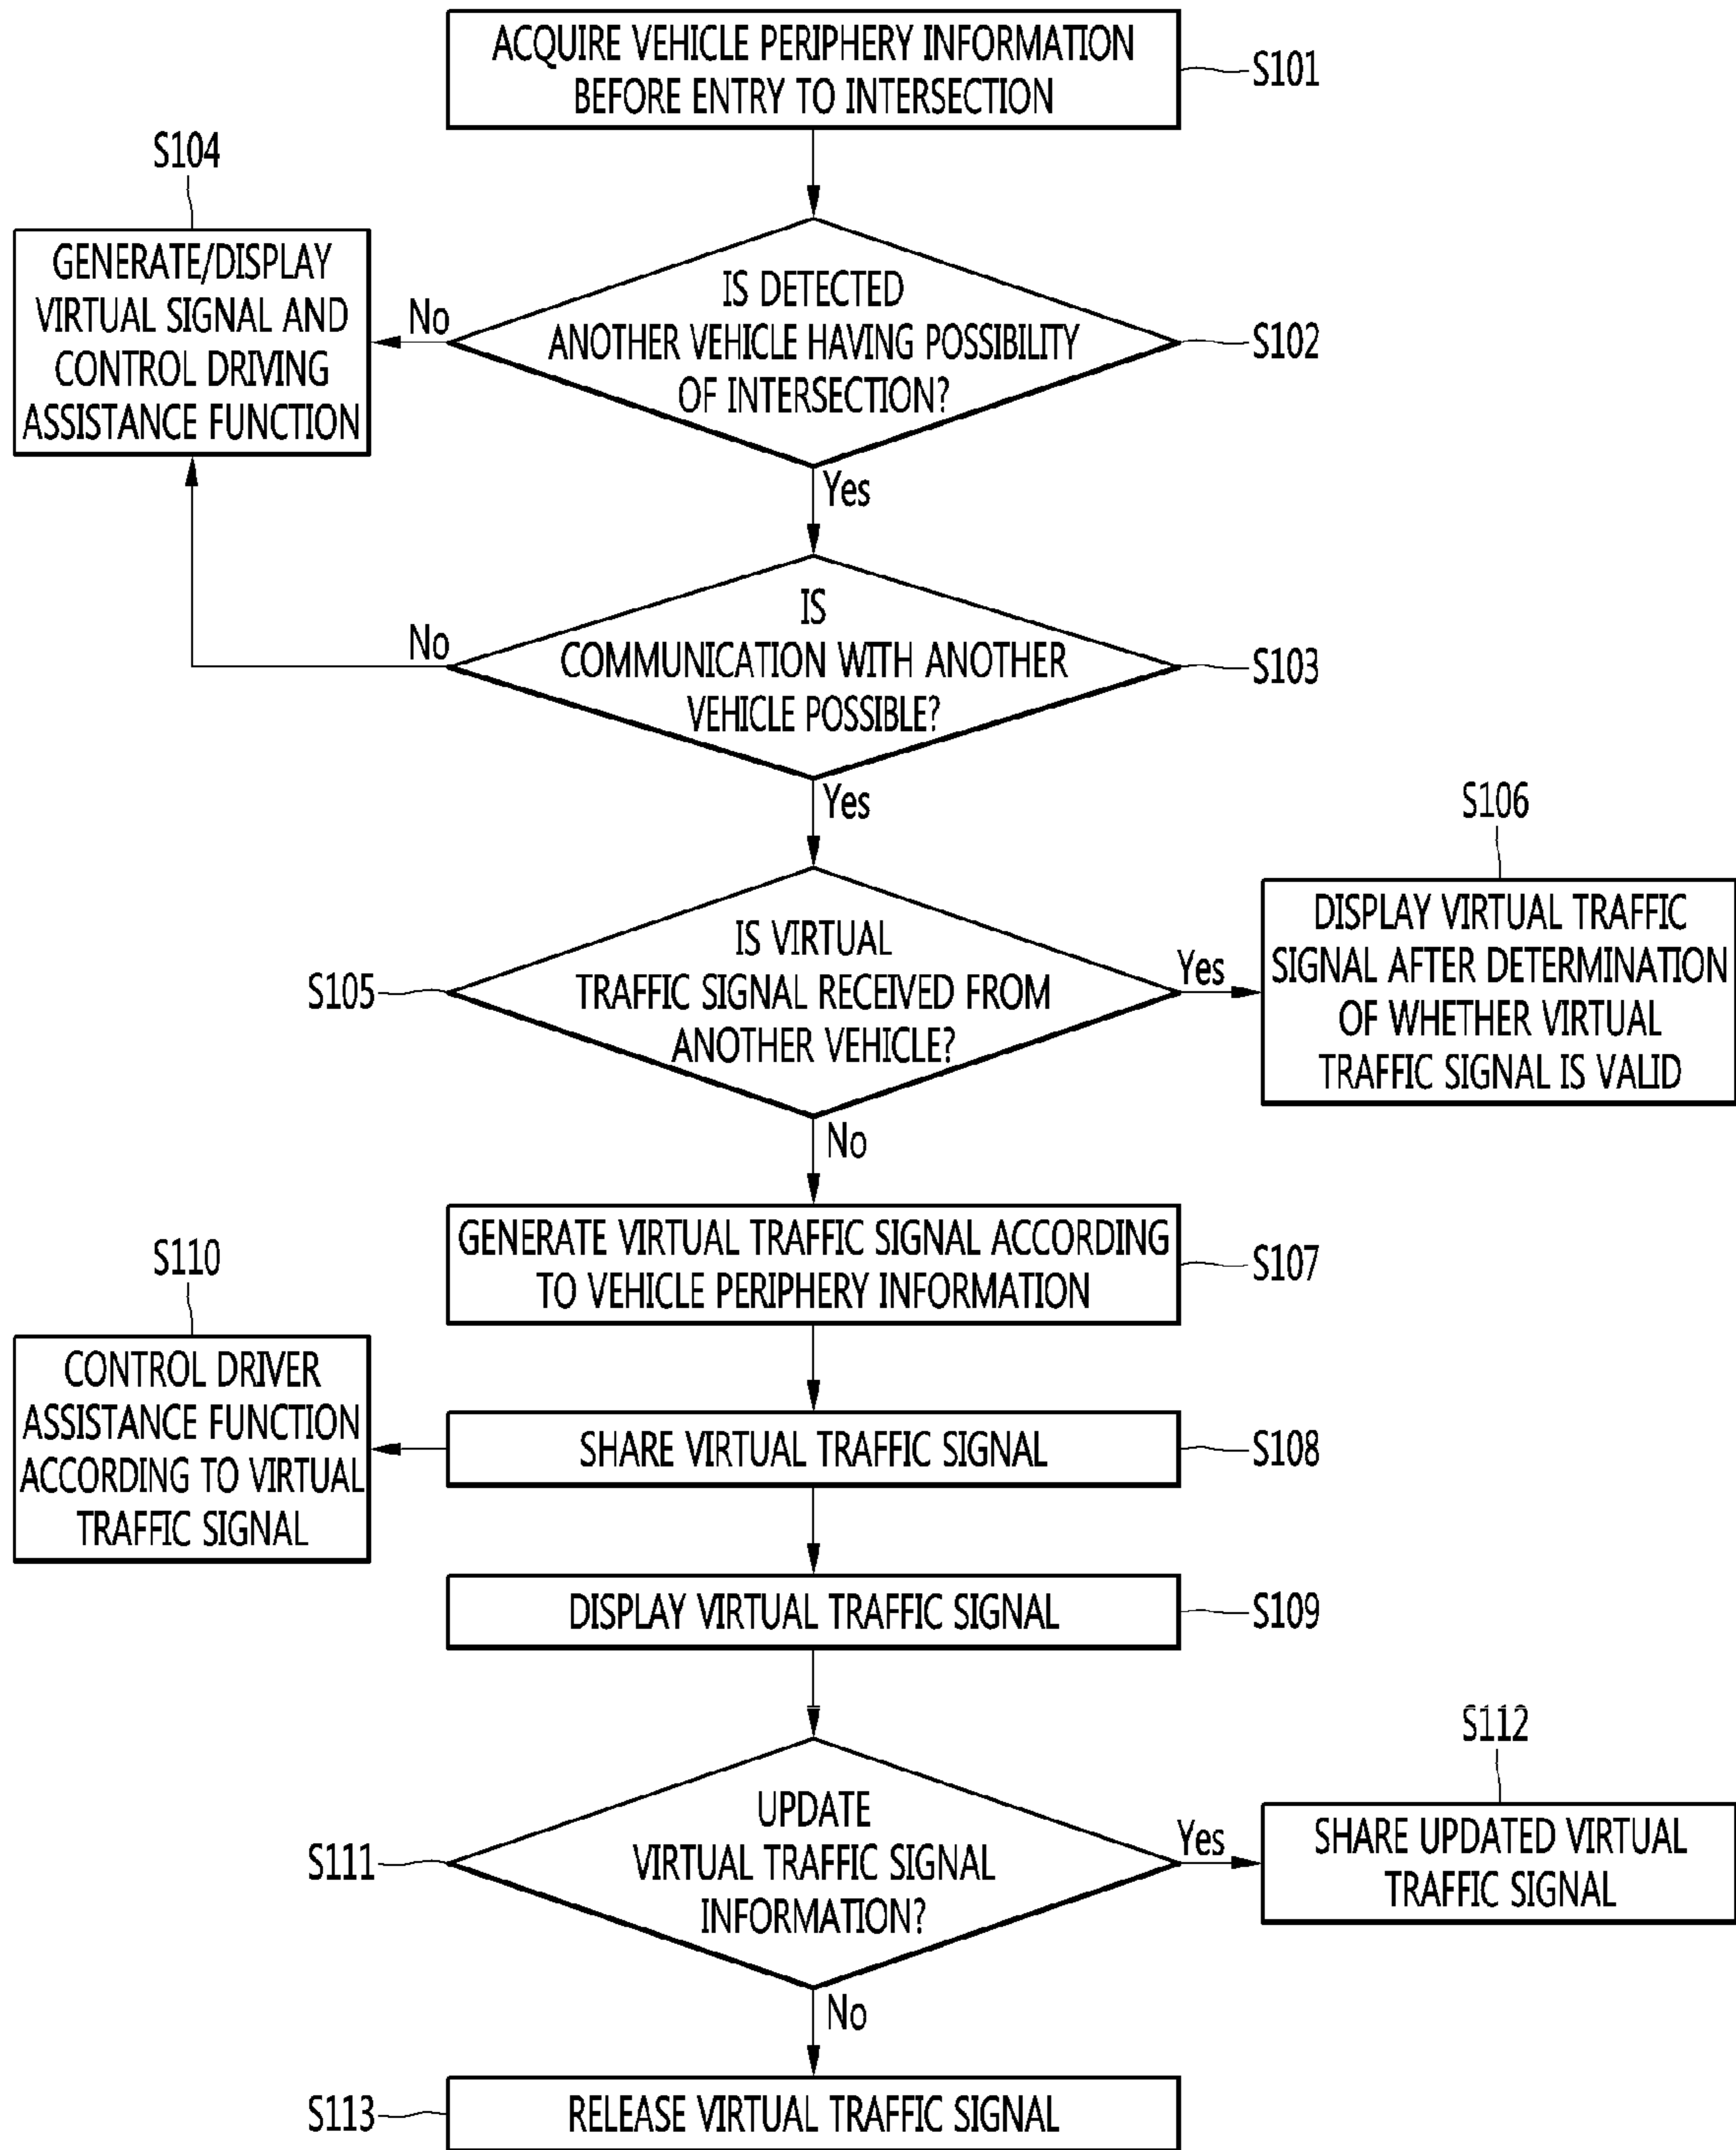 ACQUIRE VEHICLE PERIPHERY INFORMATION
BEFORE ENTRY TO INTERSECTION
S101
S104
GENERATE/DISPLAY
VIRTUAL SIGNAL AND
CONTROL DRIVING
ASSISTANCE FUNCTION
No
IS DETECTED
ANOTHER VEHICLE HAVING POSSIBILITY
OF INTERSECTION?
S102
Yes
No
IS
COMMUNICATION WITH ANOTHER
VEHICLE POSSIBLE?
S103
Yes
S105
IS VIRTUAL
TRAFFIC SIGNAL RECEIVED FROM
ANOTHER VEHICLE?
Yes
S106
DISPLAY VIRTUAL TRAFFIC
SIGNAL AFTER DETERMINATION
OF WHETHER VIRTUAL
TRAFFIC SIGNAL IS VALID
No
GENERATE VIRTUAL TRAFFIC SIGNAL ACCORDING
TO VEHICLE PERIPHERY INFORMATION
S107
S110
CONTROL DRIVER
ASSISTANCE FUNCTION
ACCORDING TO VIRTUAL
TRAFFIC SIGNAL
SHARE VIRTUAL TRAFFIC SIGNAL
S108
DISPLAY VIRTUAL TRAFFIC SIGNAL
S109
S111
UPDATE
VIRTUAL TRAFFIC SIGNAL
INFORMATION?
Yes
S112
SHARE UPDATED VIRTUAL
TRAFFIC SIGNAL
No
S113
RELEASE VIRTUAL TRAFFIC SIGNAL